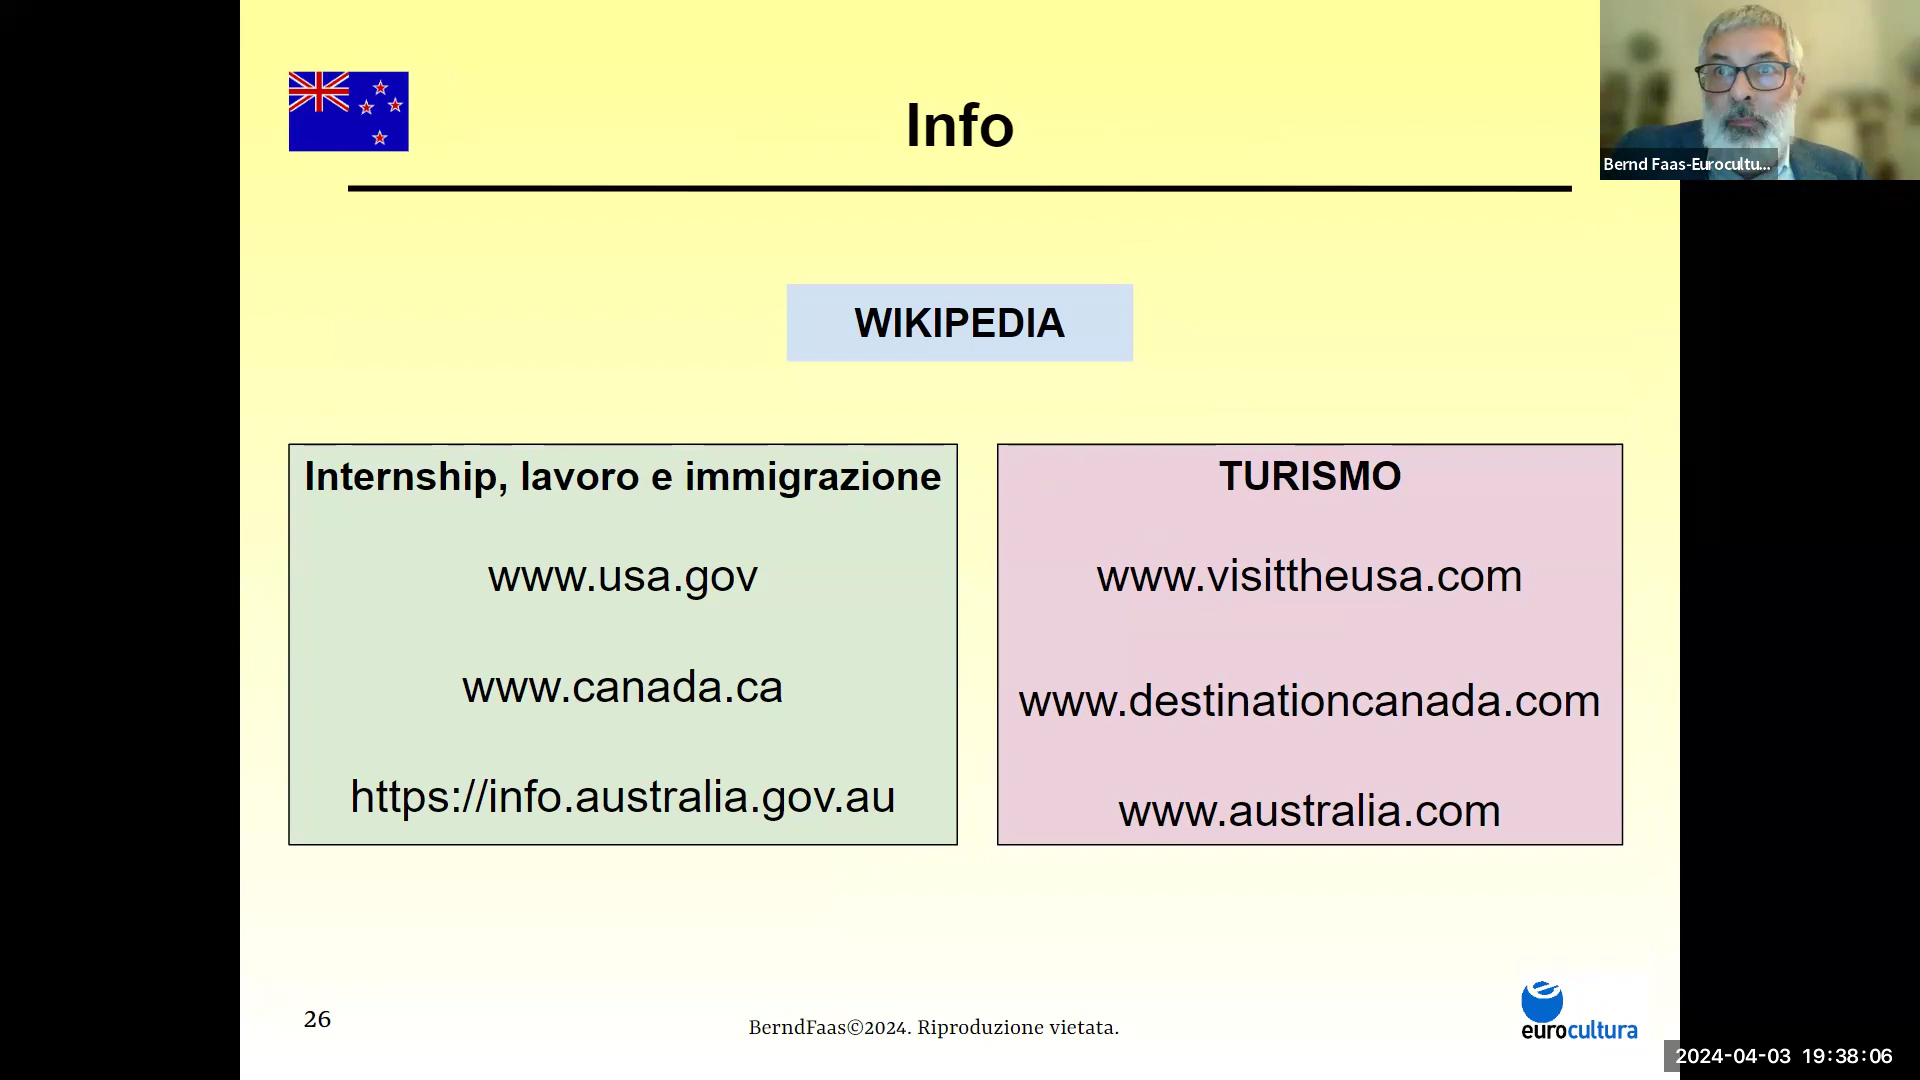 Info
Bernd Faas-Eurocultu...
WIKIPEDIA
Internship, lavoro e immigrazione
www.usa.gov
www.canada.ca
https://info.australia.gov.au
TURISMO
www.visittheusa.com
www.destinationcanada.com
www.australia.com
26
BerndFaas©2024. Riproduzione vietata.
eurocultura
2024-04-03 19:38:06